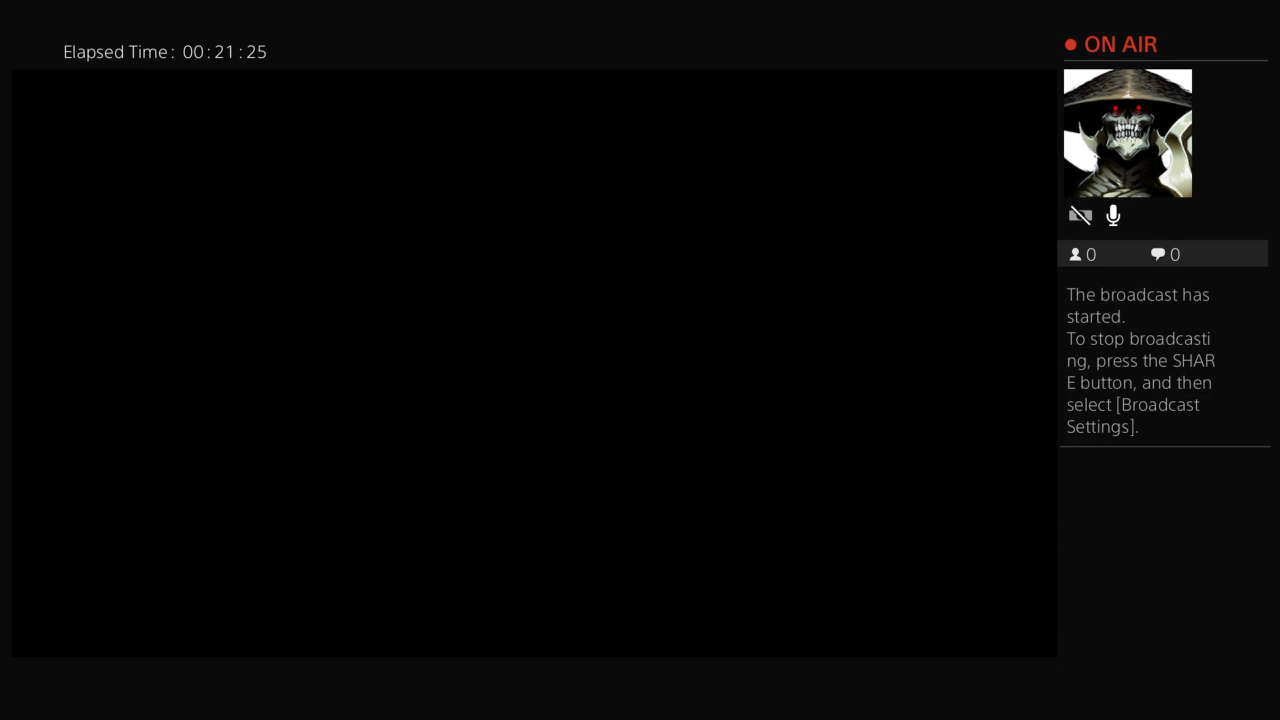 Elapsed Time: 00:21:25
ON AIR
0 0
The broadcast has
started.
To stop broadcasti
ng, press the SHAR
E button, and then
select [Broadcast
Settings].